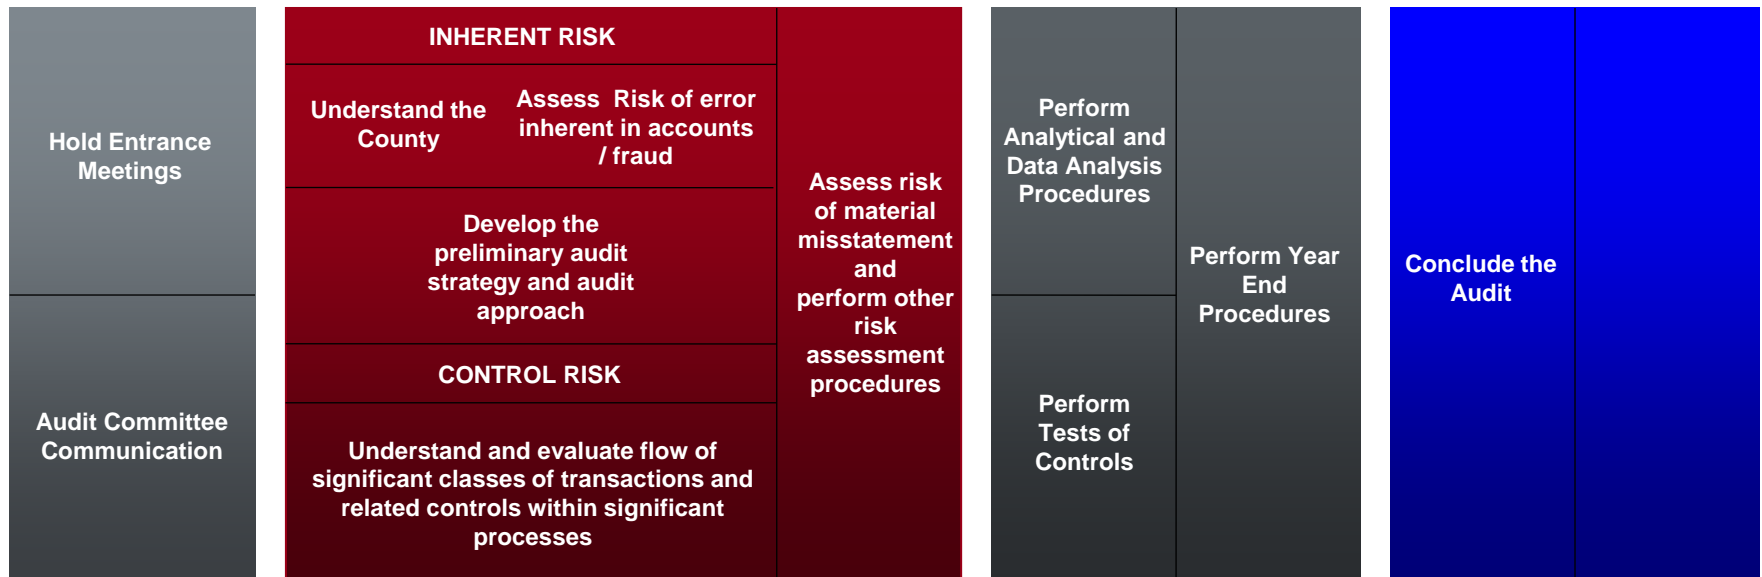 Hold Entrance
Meetings
Audit Committee
Communication
INHERENT RISK
Understand the
County
Assess Risk of error
inherent in accounts
/ fraud
Develop the
preliminary audit
strategy and audit
approach
CONTROL RISK
Understand and evaluate flow of
significant classes of transactions and
related controls within significant
processes
Assess risk
of material
misstatement
and
perform other
risk
assessment
procedures
Perform
Analytical and
Data Analysis
Procedures
Perform
Tests of
Controls
Perform Year
End
Procedures
Conclude the
Audit